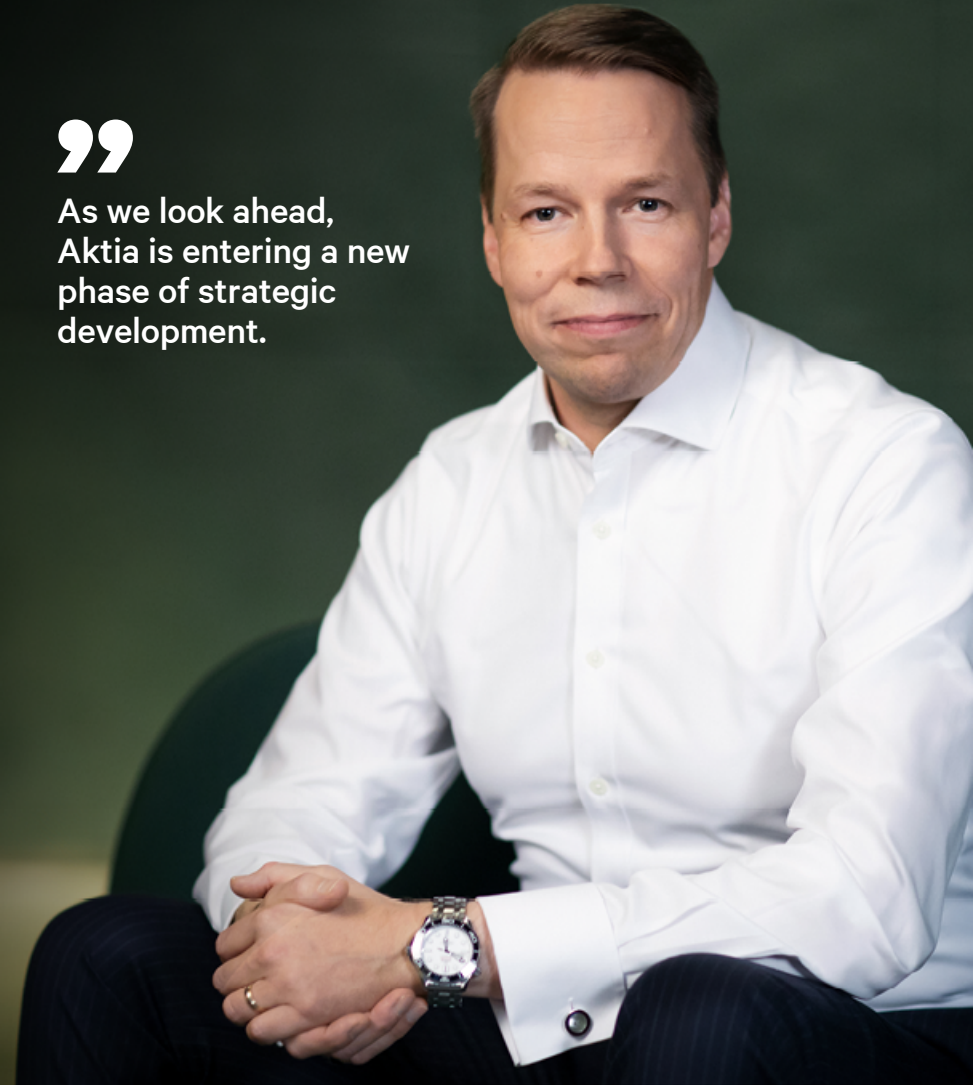 ”
As we look ahead,
Aktia is entering a new
phase of strategic
development.